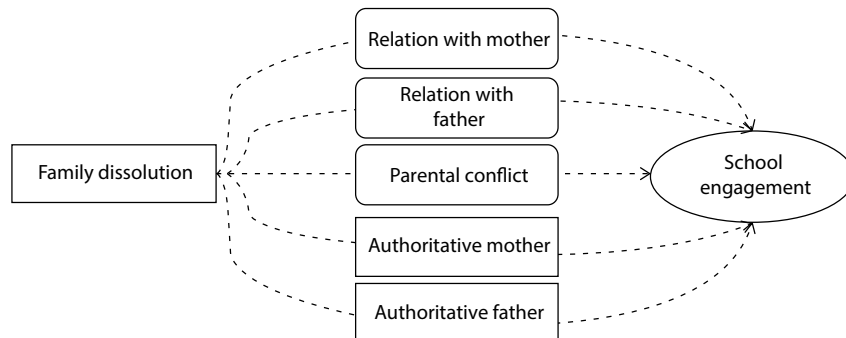 Relation with mother
Relation with
father
Family dissolution
Parental conflict
School
engagement
Authoritative mother
Authoritative father